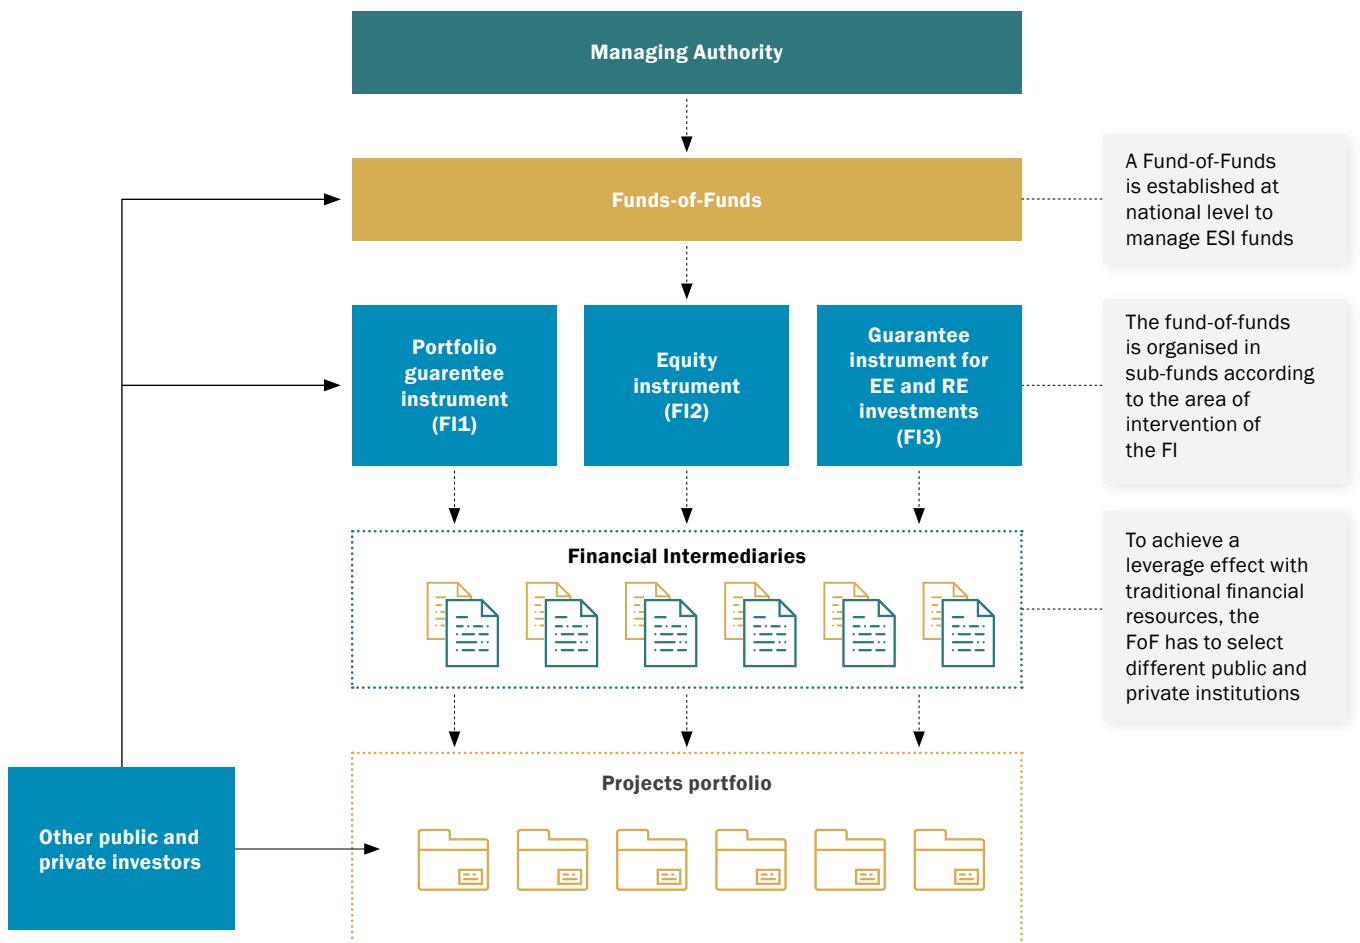 Managing Authority
Funds-of-Funds
A Fund-of-Funds
is established at
national level to
manage ESI funds
Portfolio
guarentee
instrument
(FI1)
Equity
instrument
(FI2)
Guarantee
instrument for
EE and RE
investments
(FI3)
The fund-of-funds
is organised in
sub-funds according
to the area of
intervention of
the FI
Financial Intermediaries
To achieve a
leverage effect with
traditional financial
resources, the
FoF has to select
different public and
private institutions
Projects portfolio
Other public and
private investors